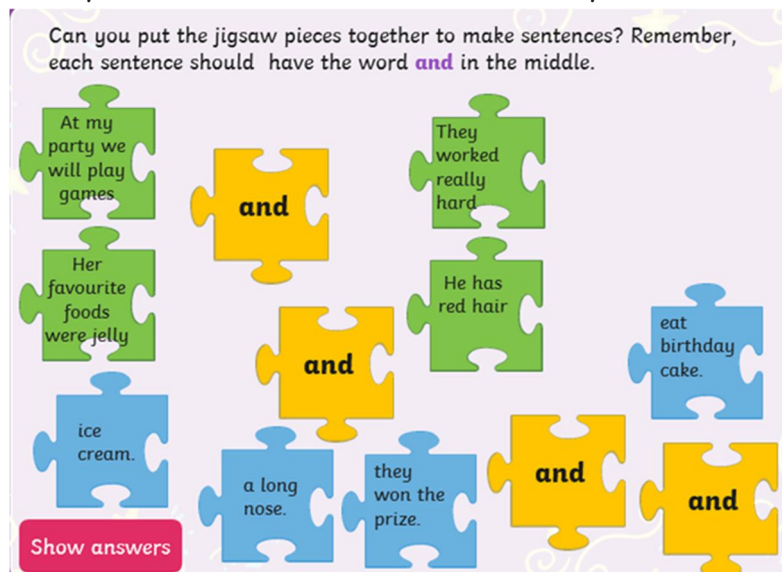 Can you put the jigsaw pieces together to make sentences? Remember,
each sentence should have the word and in the middle.
At my
party we
will play
games
and
They
worked
really
hard
Her
favourite
foods
were jelly
and
He has
red hair
eat
birthday
cake.
ice
cream.
a long
nose.
they
won the
prize.
and
and
Show answers